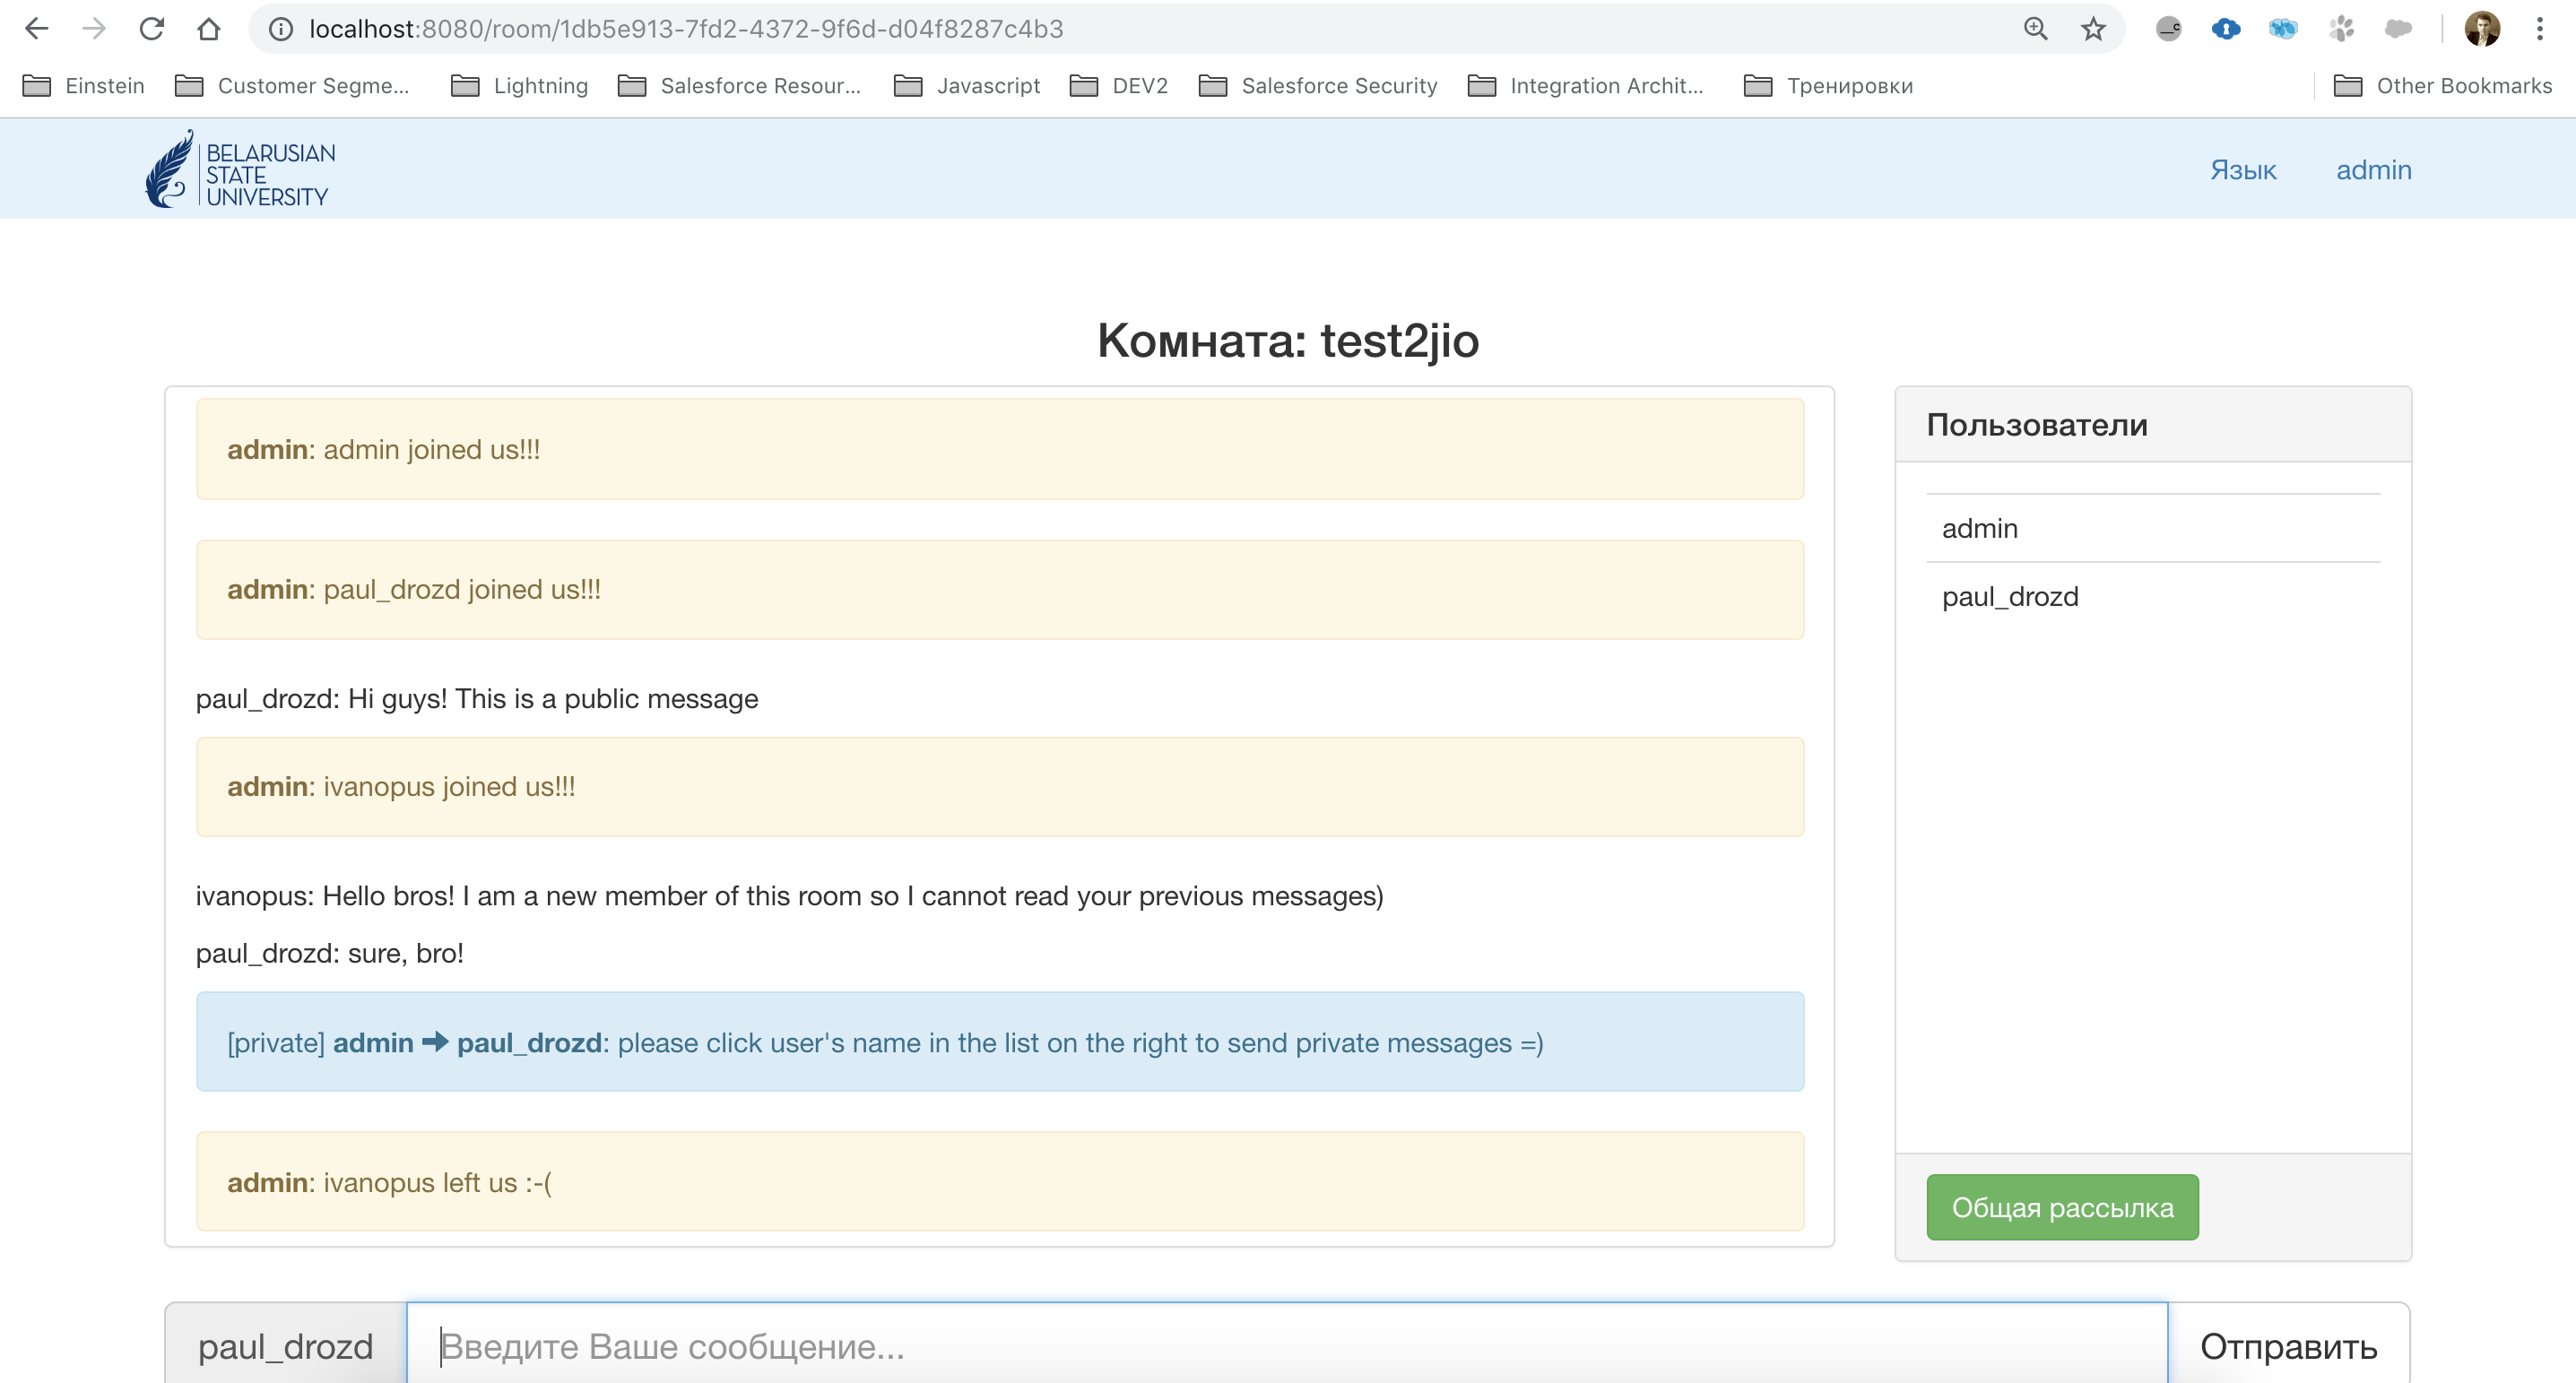 localhost:8080/room/1db5e913-7fd2-4372-9f6d-d04f8287c4b3
Einstein Customer Segme... Lightning Salesforce Resour... Javascript DEV2 Salesforce Security Integration Archit... Тренировки Other Bookmarks
BELARUSIAN
STATE
UNIVERSITY
Язык admin
Комната: test2jio
admin: admin joined us!!!
admin: paul_drozd joined us!!!
paul_drozd: Hi guys! This is a public message
admin: ivanopus joined us!!!
ivanopus: Hello bros! I am a new member of this room so I cannot read your previous messages)
paul_drozd: sure, bro!
[private] admin ➡ paul_drozd: please click user's name in the list on the right to send private messages =)
admin: ivanopus left us :-(
Пользователи
admin
paul_drozd
Общая рассылка
paul_drozd Введите Ваше сообщение... Отправить